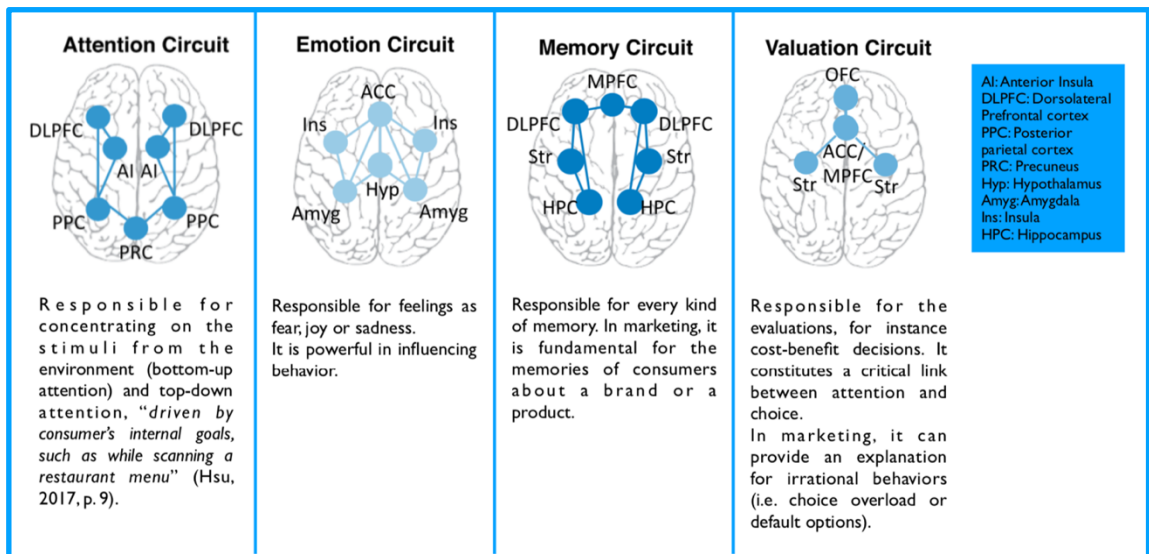 Attention Circuit
DLPFC
DLPFC
AI
AI
PPC
PPC
PRC
Responsible for
concentrating on the
stimuli from the
environment (bottom-up
attention) and top-down
attention, “driven by
consumer’s internal goals,
such as while scanning a
restaurant menu” (Hsu,
2017, p. 9).
Emotion Circuit
ACC
Ins
Ins
Hyp
Amyg
Amyg
Responsible for feelings as
fear, joy or sadness.
It is powerful in influencing
behavior.
Memory Circuit
MPFC
DLPFC
DLPFC
Str
Str
HPC
HPC
Responsible for every kind
of memory. In marketing, it
is fundamental for the
memories of consumers
about a brand or a
product.
Valuation Circuit
OFC
ACC/
MPFC
Str
Str
Responsible for the
evaluations, for instance
cost-benefit decisions. It
constitutes a critical link
between attention and
choice.
In marketing, it can
provide an explanation
for irrational behaviors
(i.e. choice overload or
default options).
AI: Anterior Insula
DLPFC: Dorsolateral
Prefrontal cortex
PPC: Posterior
parietal cortex
PRC: Precuneus
Hyp: Hypothalamus
Amyg: Amygdala
Ins: Insula
HPC: Hippocampus